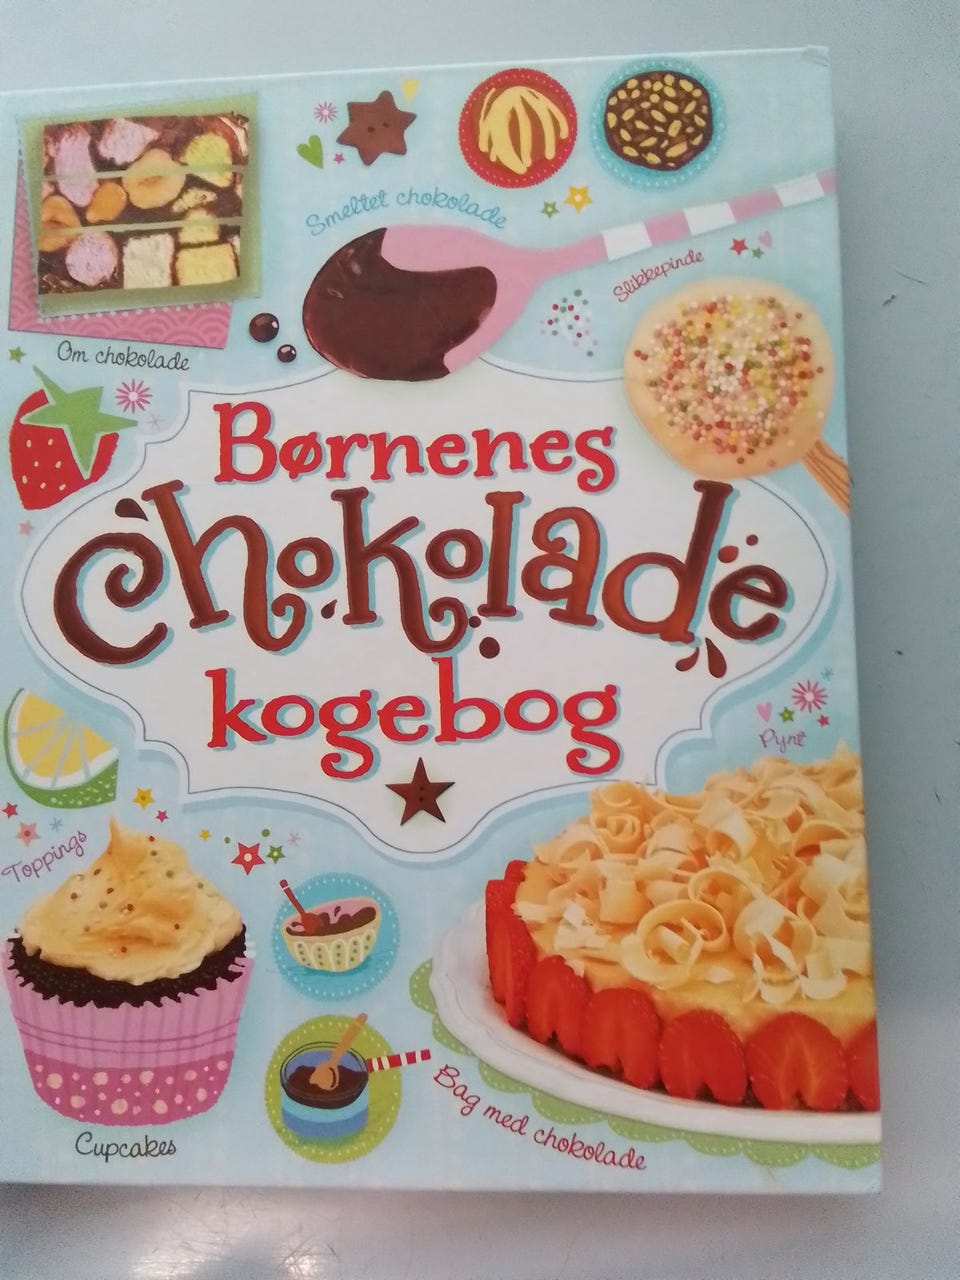 Smeltet chokolade
Slikkepinde
Om chokolade
Børnenes
chokolade
kogebog
Pynt
Toppings
Cupcakes
Bag med chokolade